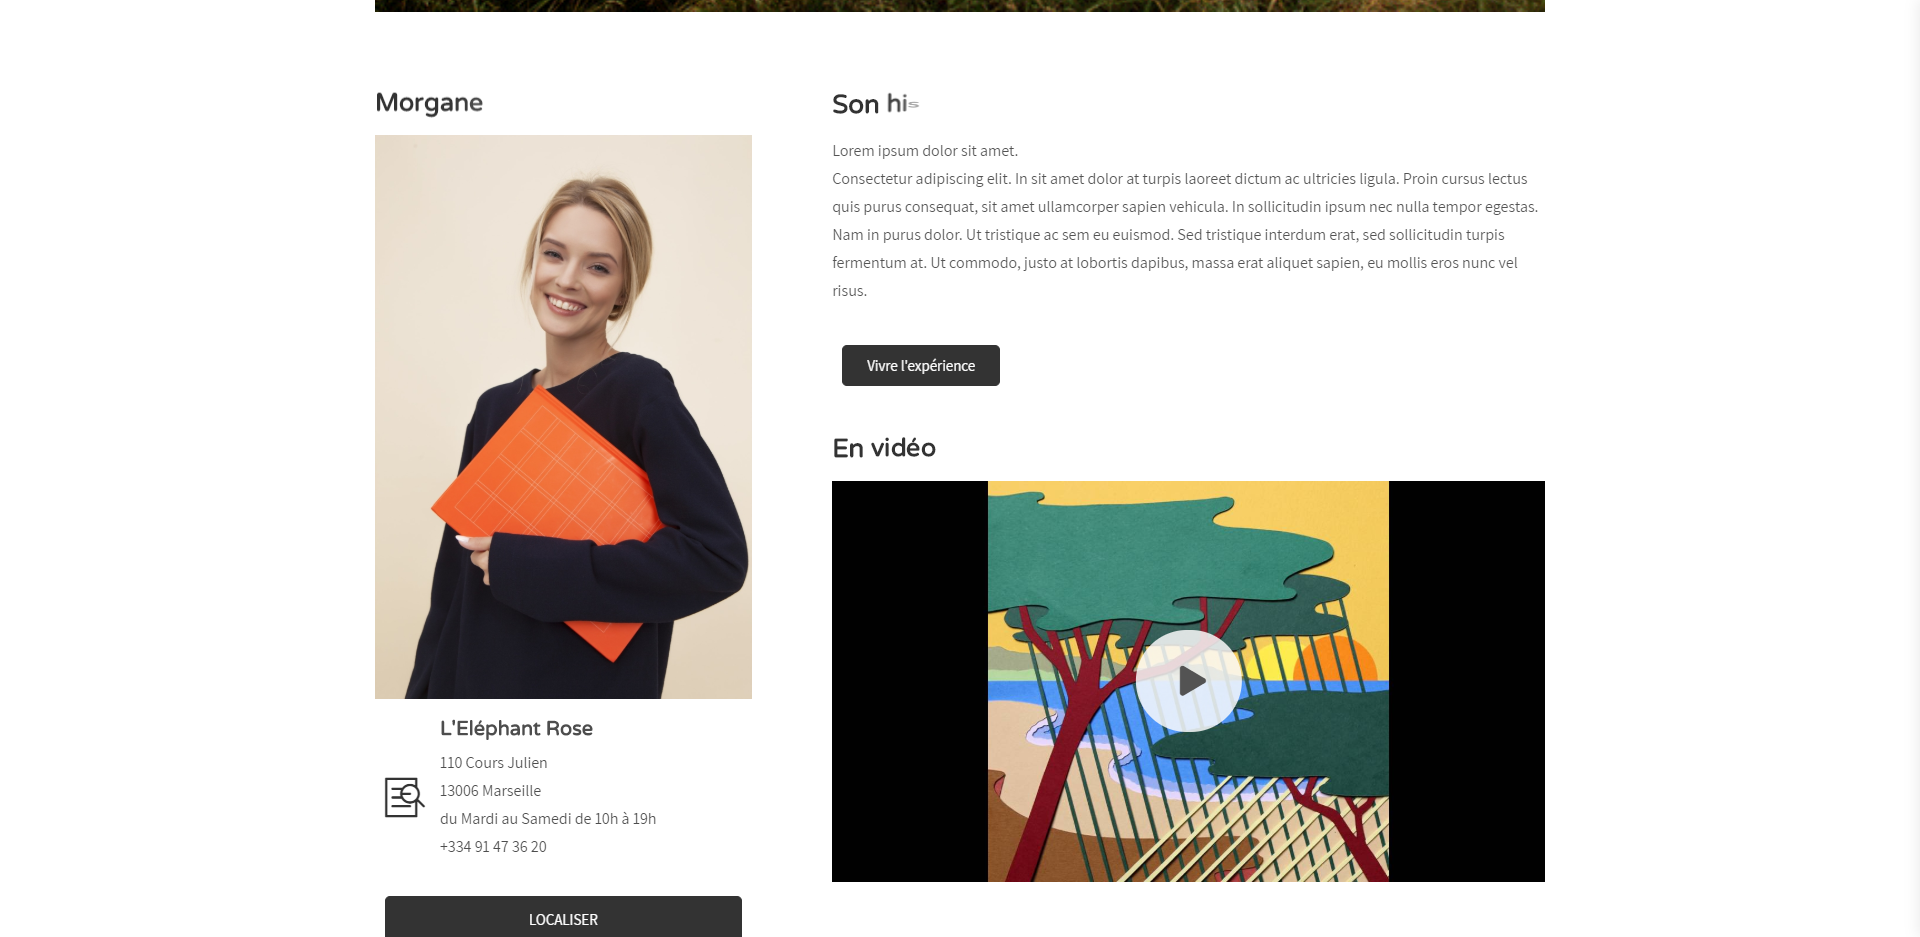 Morgane
L'Eléphant Rose
110 Cours Julien
13006 Marseille
du Mardi au Samedi de 10h à 19h
+334 91 47 36 20
LOCALISER
Son his
Lorem ipsum dolor sit amet.
Consectetur adipiscing elit. In sit amet dolor at turpis laoreet dictum ac ultricies ligula. Proin cursus lectus
quis purus consequat, sit amet ullamcorper sapien vehicula. In sollicitudin ipsum nec nulla tempor egestas.
Nam in purus dolor. Ut tristique ac sem eu euismod. Sed tristique interdum erat, sed sollicitudin turpis
fermentum at. Ut commodo, justo at lobortis dapibus, massa erat aliquet sapien, eu mollis eros nunc vel
risus.
Vivre l'expérience
En vidéo